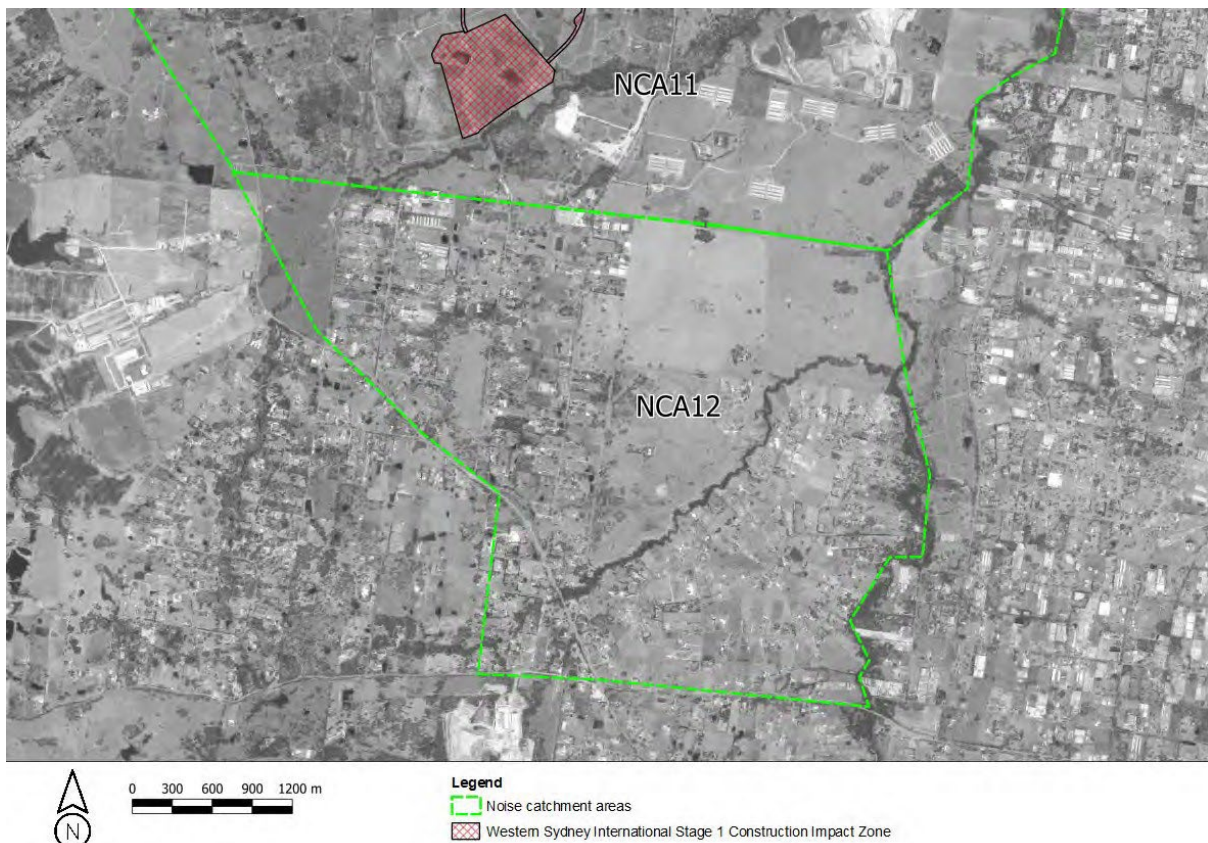 NCA11
NCA12
N
0 300 600 900 1200 m
Legend
Noise catchment areas
Western Sydney International Stage 1 Construction Impact Zone